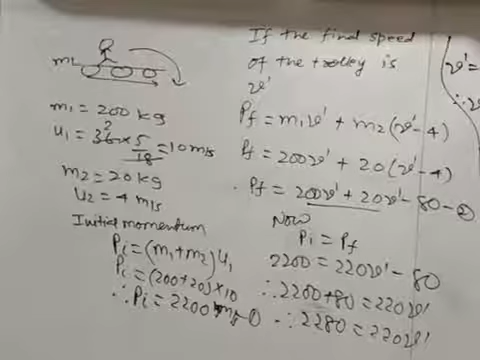 m1
m1 = 200 kg
u1 = 36 2 × 5/18 = 10 m/s
m2 = 20 kg
u2 = 4 m/s
Initial momentum
Pi = (m1 + m2) u1
Pi = (200 + 20) × 10
∴ Pi = 2200
If the final speed
of the trolley is
v'
Pf = m1v' + m2(v' - 4)
Pf = 200v' + 20(v' - 4)
Pf = 200v' + 20v' - 80 - ②
Now
Pi = Pf
2200 = 220v' - 80
∴ 2200 + 80 = 220v'
∴ 2280 = 220v'
v' =
∴ v